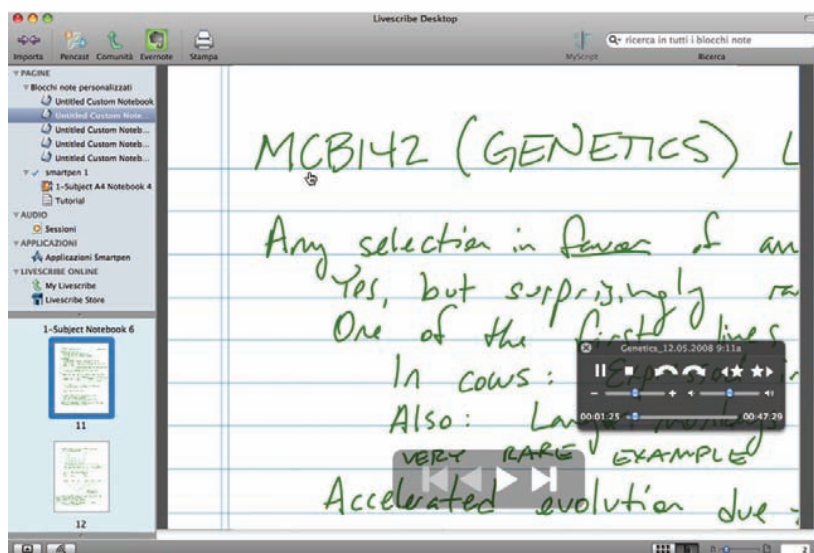 Livescribe Desktop
Importa Pencast Comunità Evernote Stampa MyScript Ricerca
ricerca in tutti i blocchi note
PAGINE
Blocchi note personalizzati
Untitled Custom Notebook
Untitled Custom Note...
Untitled Custom Noteb...
Untitled Custom Noteb...
Untitled Custom Noteb...
smartpen 1
1-Subject A4 Notebook 4
Tutorial
AUDIO
Sessioni
APPLICAZIONI
Applicazioni Smartpen
LIVESCRIBE ONLINE
My Livescribe
Livescribe Store
1-Subject Notebook 6
11
12
MCB142 (GENETICS) L
Any selection in favor of an
Yes, but surprisingly ra
One of the first lines
In cows:
Also:
VERY RARE EXAMPLE
Accelerated evolution due
Genetics_12.05.2008 9:11a
00:01:25 00:47:29
2